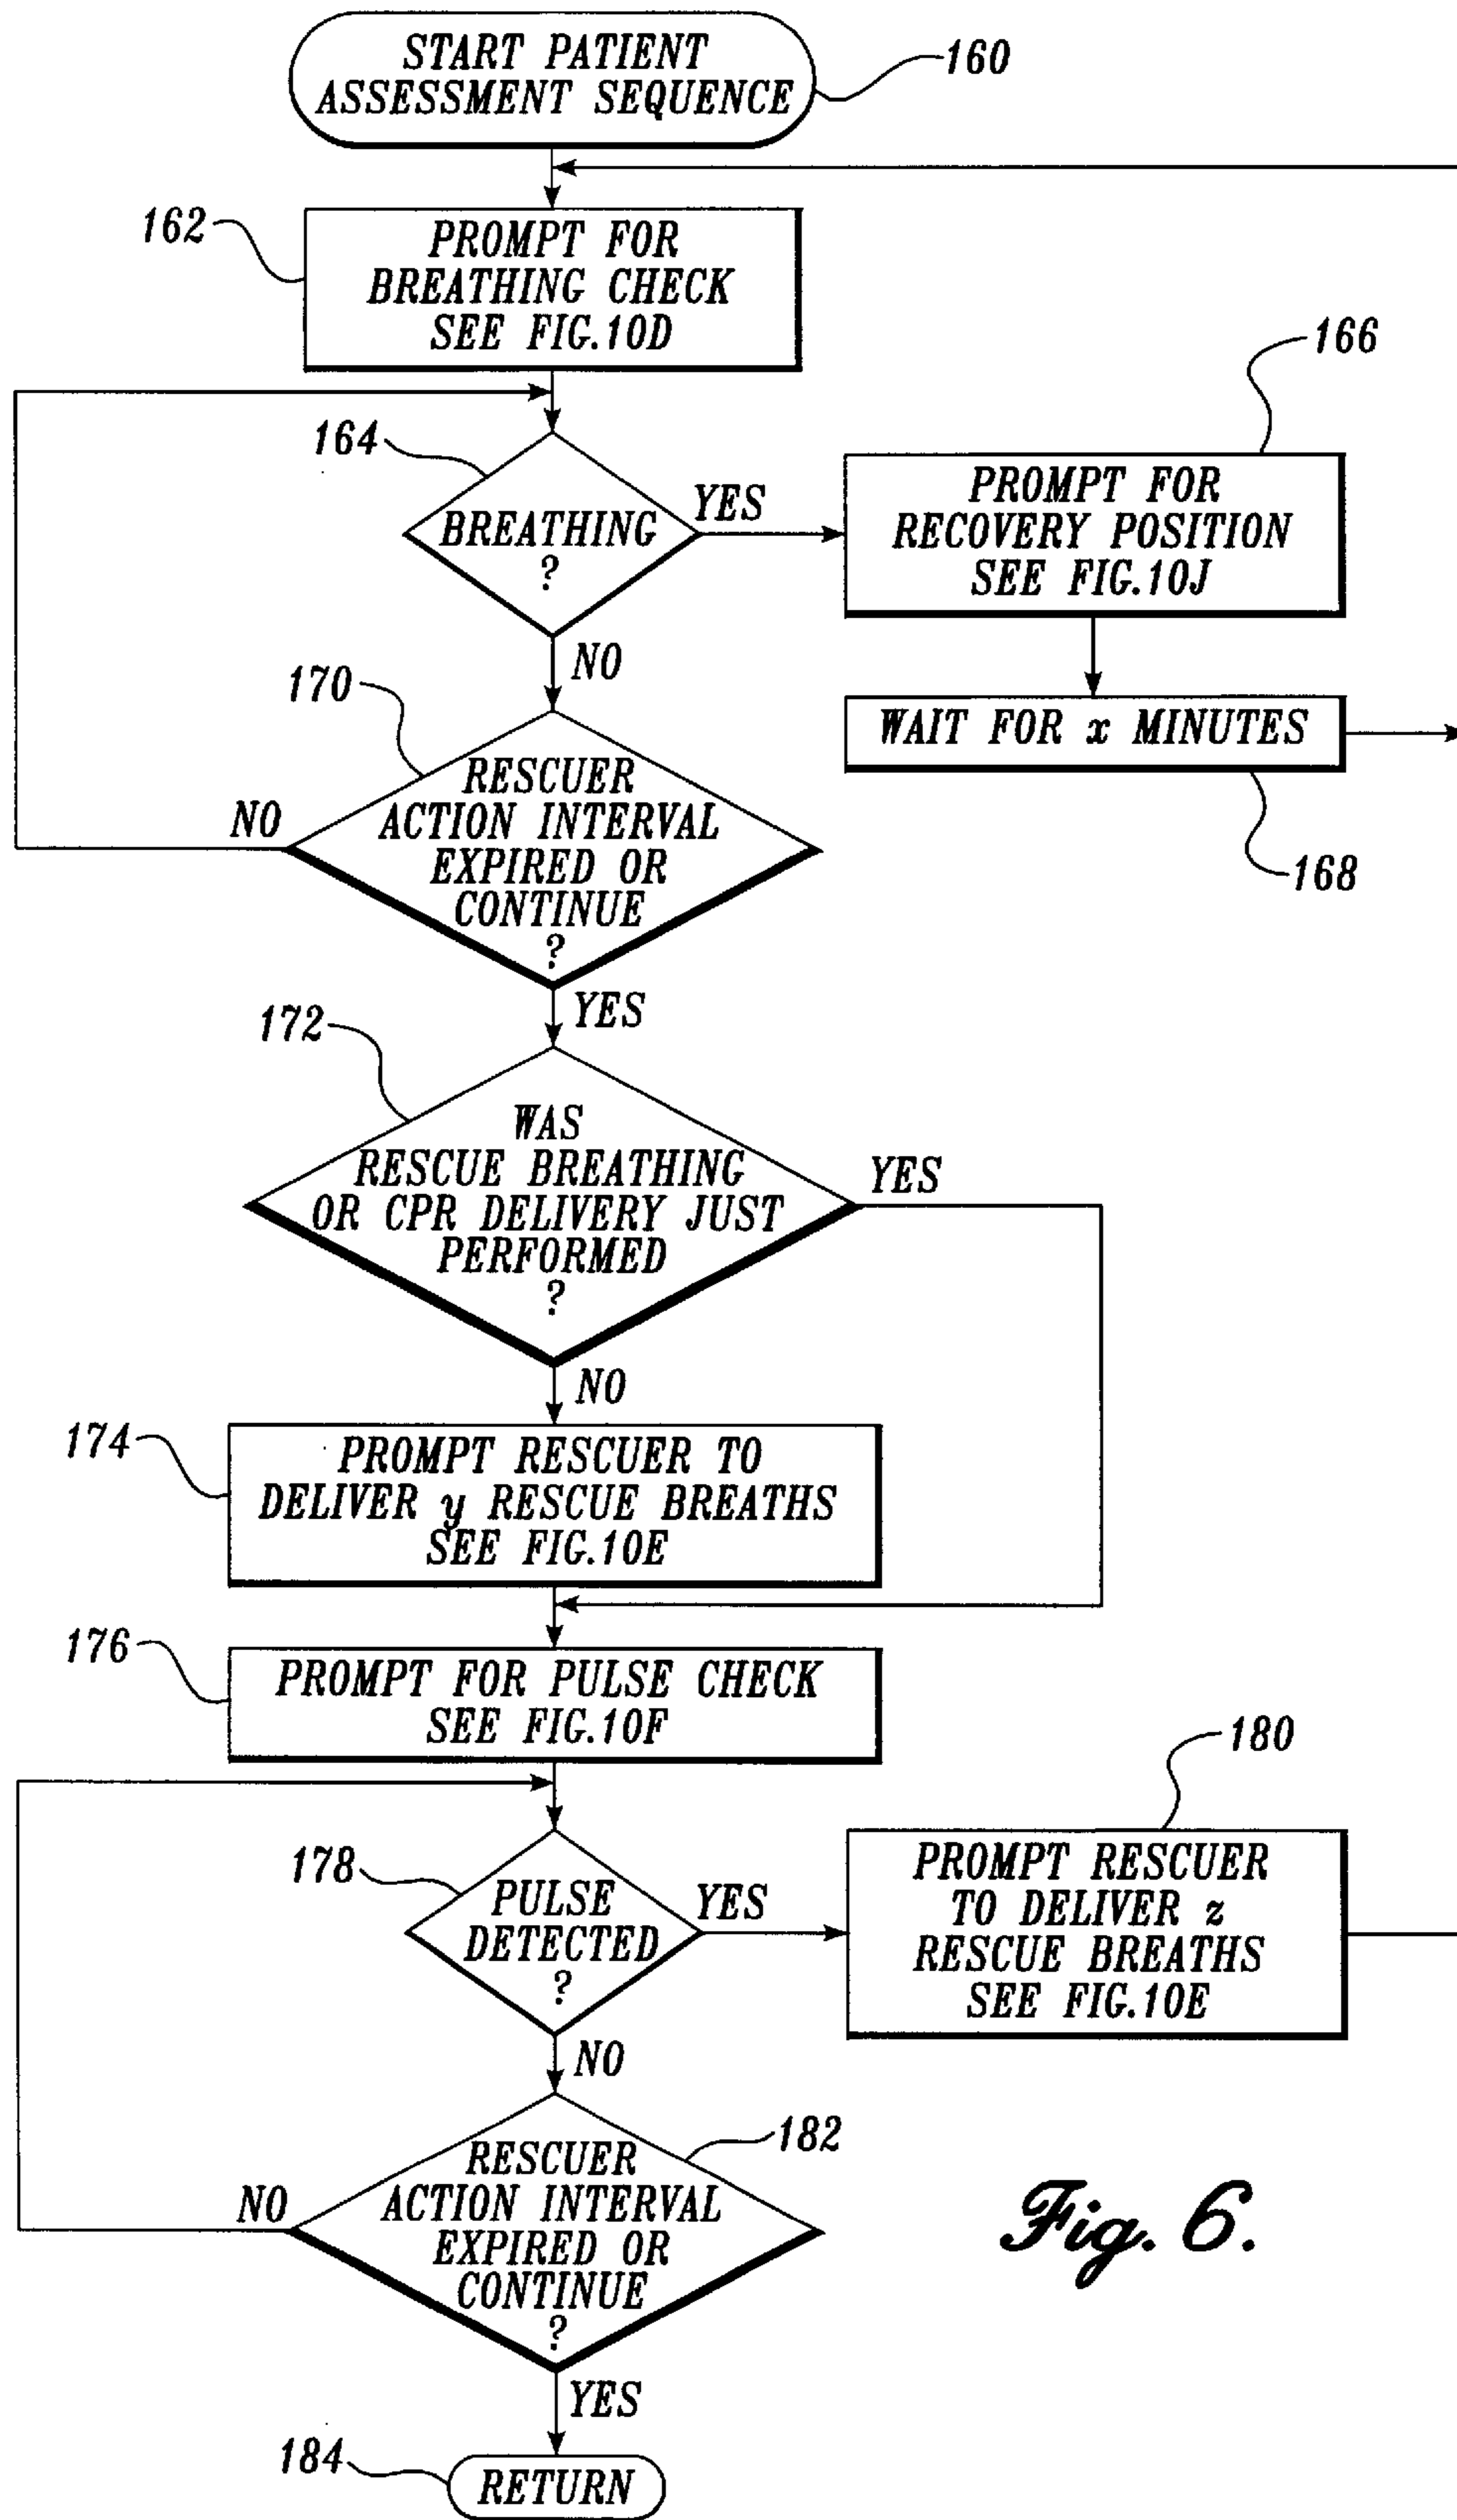 START PATIENT
ASSESSMENT SEQUENCE
160
162
PROMPT FOR
BREATHING CHECK
SEE FIG.10D
164
BREATHING
?
YES
NO
166
PROMPT FOR
RECOVERY POSITION
SEE FIG.10J
WAIT FOR x MINUTES
168
170
RESCUER
ACTION INTERVAL
EXPIRED OR
CONTINUE
?
NO
YES
172
WAS
RESCUE BREATHING
OR CPR DELIVERY JUST
PERFORMED
?
YES
NO
174
PROMPT RESCUER TO
DELIVER y RESCUE BREATHS
SEE FIG.10E
176
PROMPT FOR PULSE CHECK
SEE FIG.10F
178
PULSE
DETECTED
?
YES
NO
180
PROMPT RESCUER
TO DELIVER z
RESCUE BREATHS
SEE FIG.10E
182
RESCUER
ACTION INTERVAL
EXPIRED OR
CONTINUE
?
NO
YES
184
RETURN
Fig. 6.